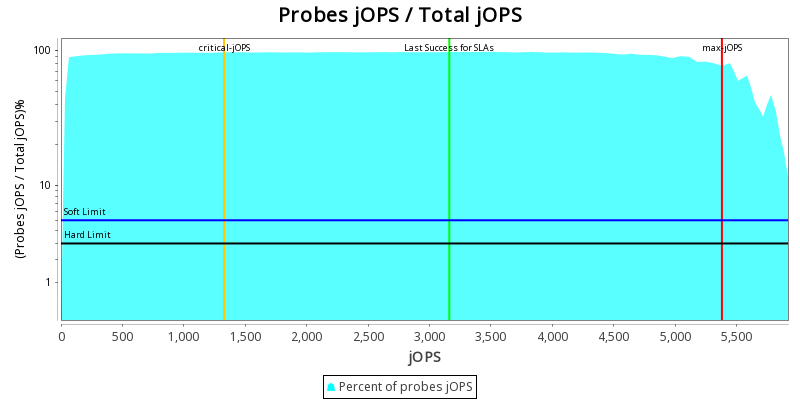 Probes jOPS / Total jOPS
(Probes jOPS / Total jOPS)%
100
10
1
critical-jOPS
Last Success for SLAs
max-jOPS
Soft Limit
Hard Limit
0 500 1,000 1,500 2,000 2,500 3,000 3,500 4,000 4,500 5,000 5,500
jOPS
Percent of probes jOPS